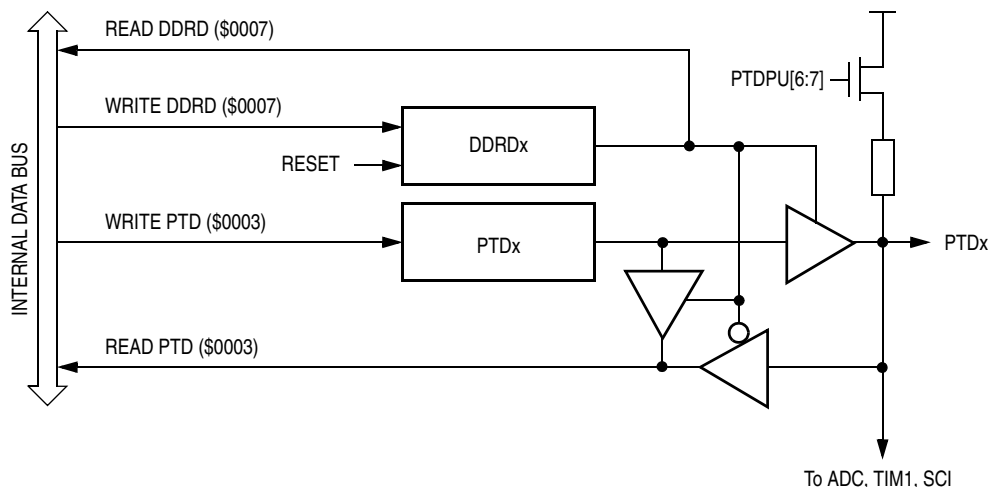 READ DDRD ($0007)
PTDPU[6:7]
WRITE DDRD ($0007)
DDRDx
RESET
INTERNAL DATA BUS
WRITE PTD ($0003)
PTDx
PTDx
READ PTD ($0003)
To ADC, TIM1, SCI